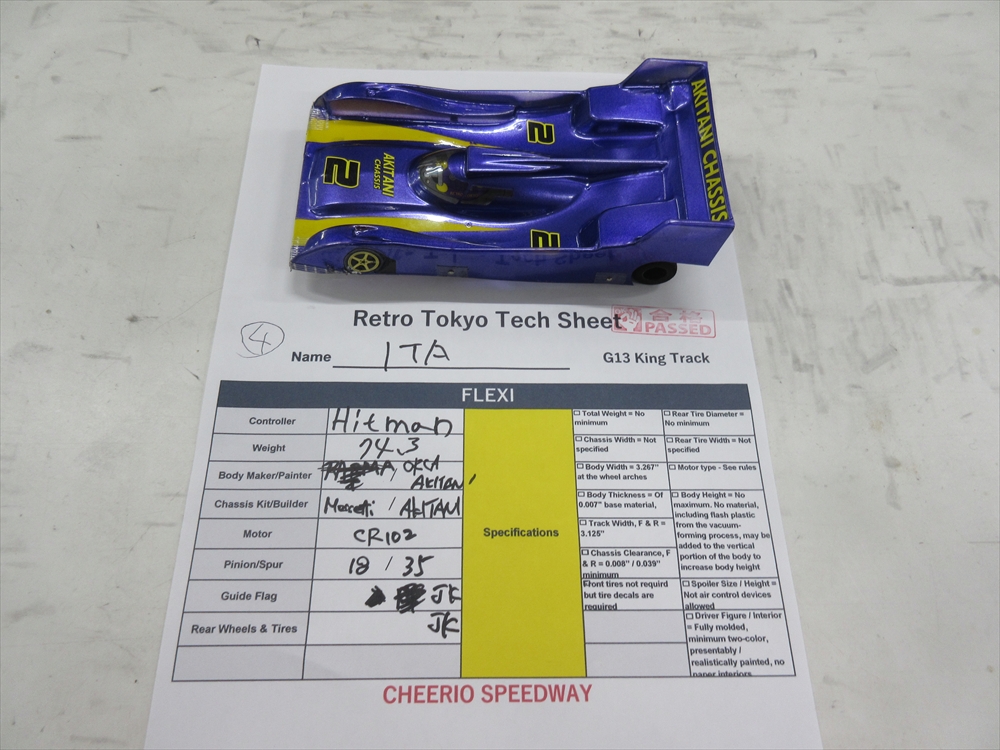 AKITANI CHASSIS
2
2
AKITANI
CHASSIS
2
Retro Tokyo Tech Sheet
合格
PASSED
4
Name ITA
G13 King Track
FLEXI
Controller Hitman
Weight 74.3
Body Maker/Painter / OKCA AKITANI
Chassis Kit/Builder / AKITANI
Motor CR102
Pinion/Spur 18 / 35
Guide Flag JK
Rear Wheels & Tires JK
Specifications
Total Weight = No
minimum
Chassis Width = Not
specified
Body Width = 3.267"
at the wheel arches
Body Thickness = Of
0.007" base material,
Track Width, F & R =
3.125"
Chassis Clearance, F
& R = 0.008" / 0.039"
minimum
Front tires not requird
but tire decals are
required
Rear Tire Diameter =
No minimum
Rear Tire Width = Not
specified
Motor type - See rules
Body Height = No
maximum. No material,
including flash plastic
from the vacuum-
forming process, may be
added to the vertical
portion of the body to
increase body height
Spoiler Size / Height =
Not air control devices
allowed
Driver Figure / Interior
= Fully molded,
minimum two-color,
presentably /
realistically painted, no
paper interiors
CHEERIO SPEEDWAY